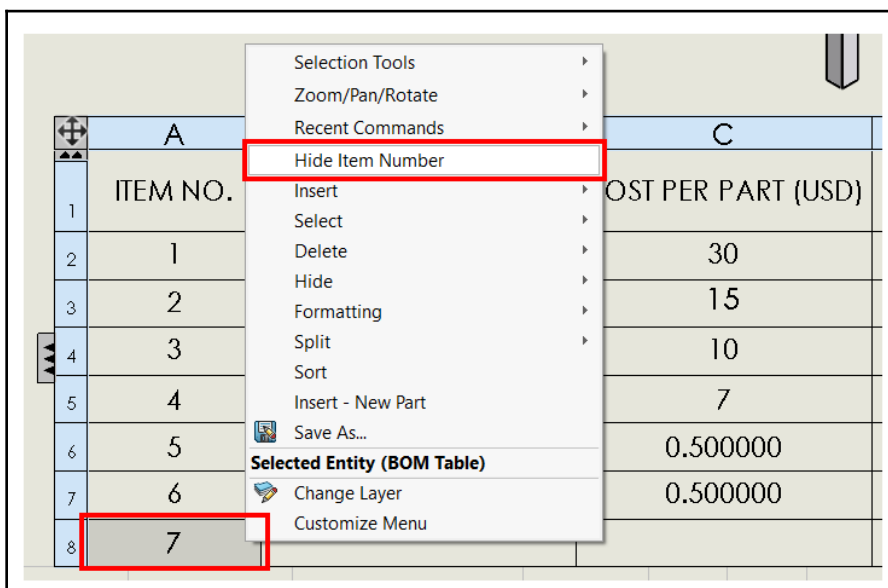 Selection Tools
Zoom/Pan/Rotate
A
Recent Commands
C
Hide Item Number
1
ITEM NO.
Insert
OST PER PART (USD)
Select
2
1
Delete
30
Hide
3
2
Formatting
15
4
3
Split
10
Sort
5
4
Insert - New Part
7
6
5
Save As...
0.500000
Selected Entity (BOM Table)
7
6
Change Layer
0.500000
Customize Menu
8
7